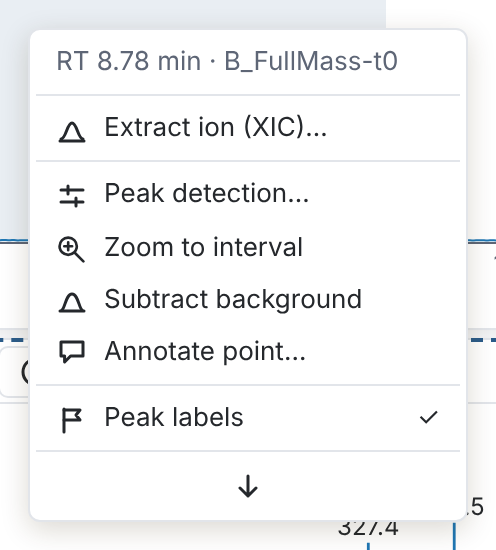 RT 8.78 min · B_FullMass-t0
Extract ion (XIC)...
Peak detection...
Zoom to interval
Subtract background
Annotate point...
Peak labels
.5
327.4